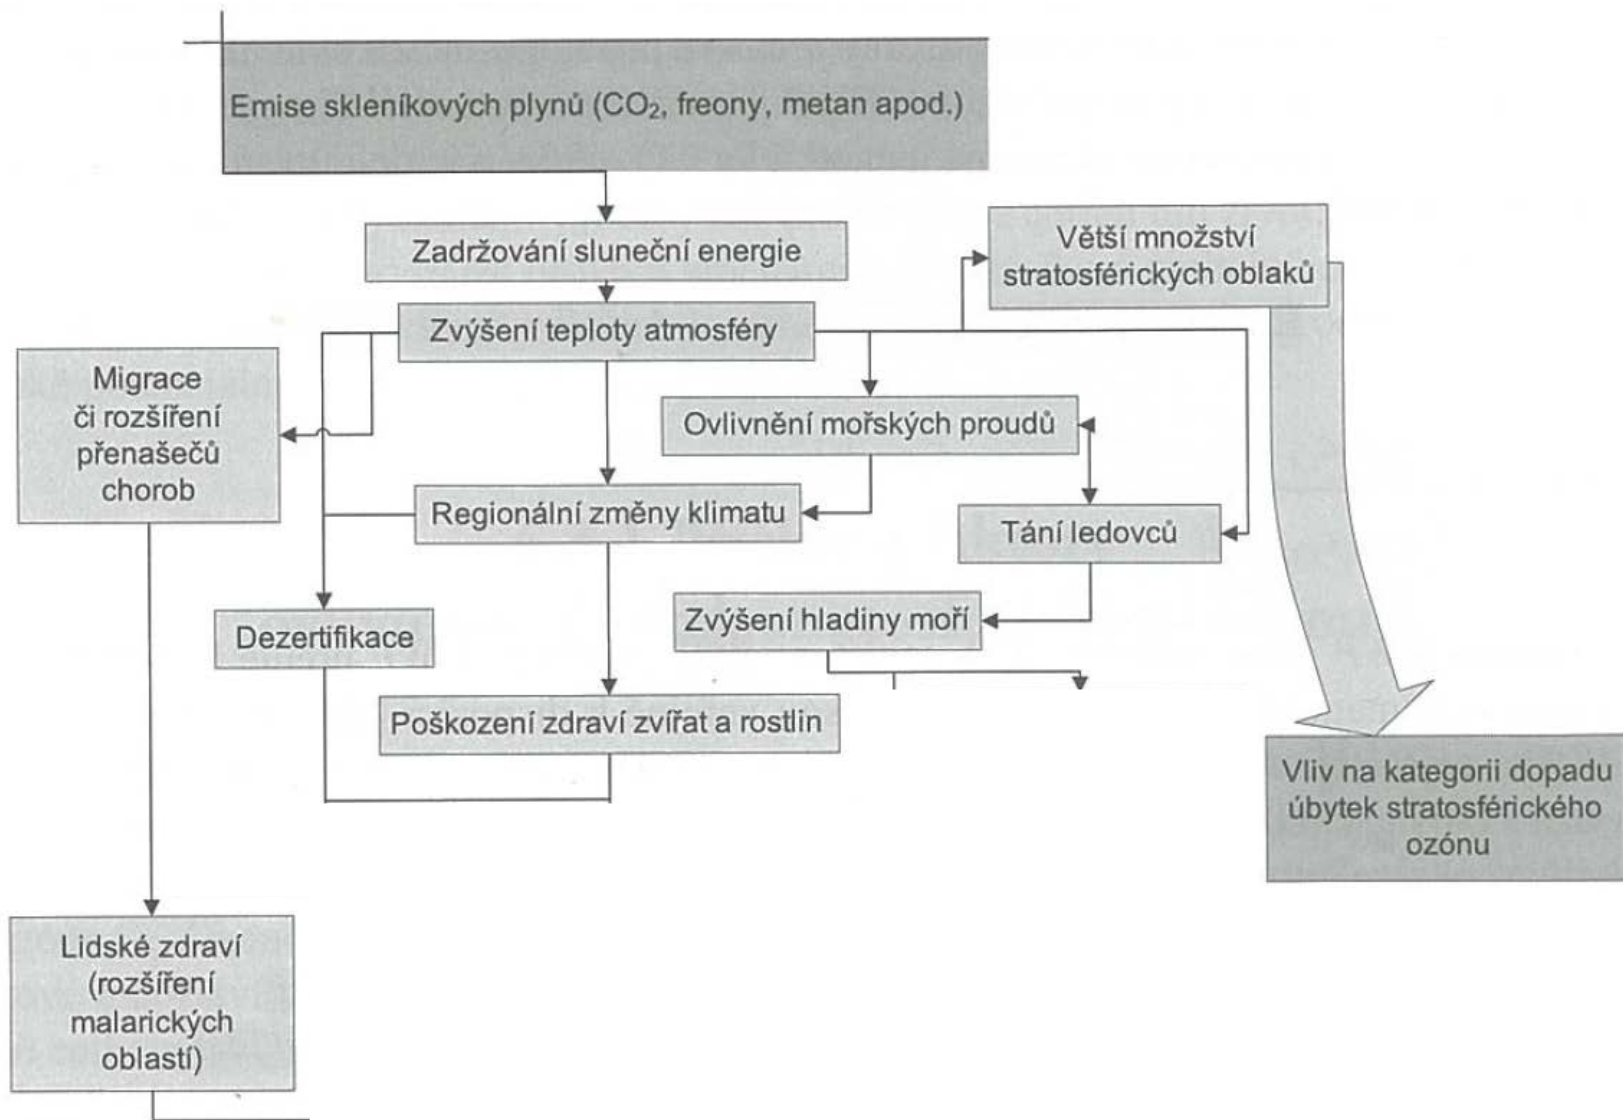 Emise skleníkových plynů (CO₂, freony, metan apod.)
Zadržování sluneční energie
Větší množství
stratosférických oblaků
Zvýšení teploty atmosféry
Migrace
či rozšíření
přenašečů
chorob
Ovlivnění mořských proudů
Regionální změny klimatu
Tání ledovců
Zvýšení hladiny moří
Dezertifikace
Poškození zdraví zvířat a rostlin
Vliv na kategorii dopadu
úbytek stratosférického
ozónu
Lidské zdraví
(rozšíření
malarických
oblastí)